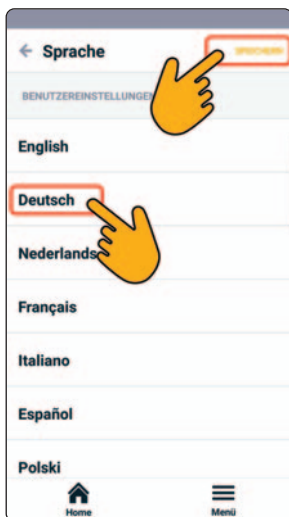 Sprache
SPEICHERN
BENUTZEREINSTELLUNGEN
English
Deutsch
Nederlands
Français
Italiano
Español
Polski
Home
Menü